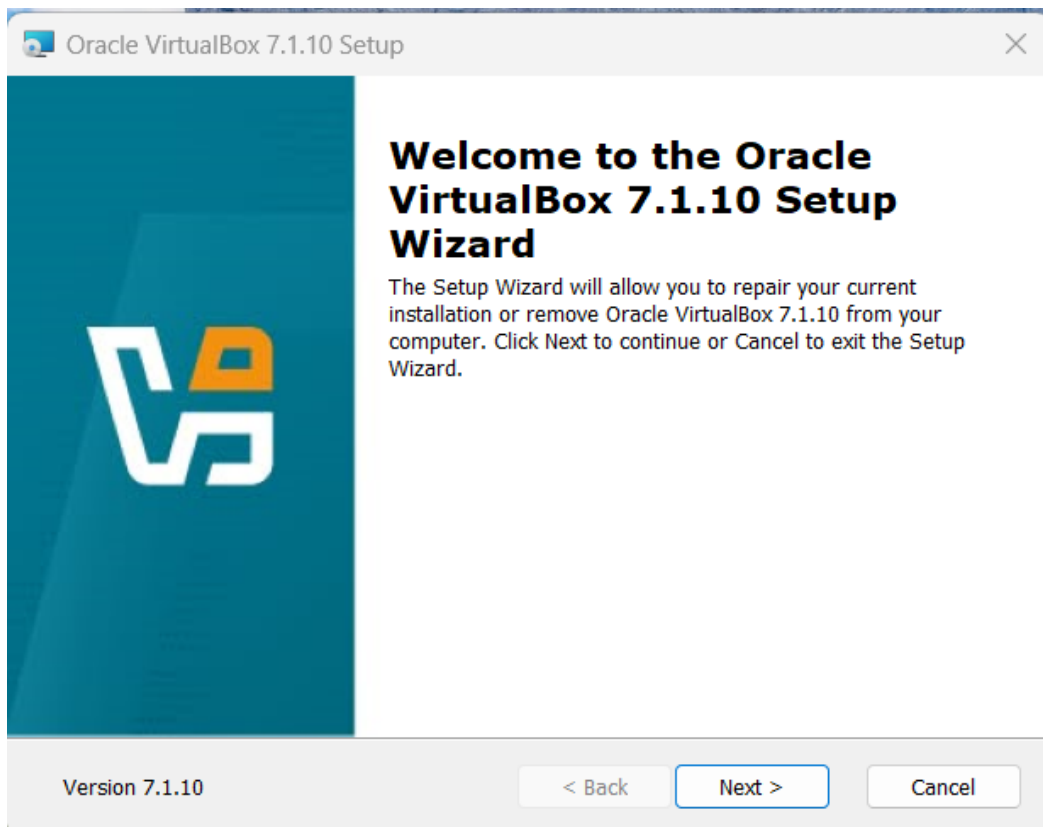 Oracle VirtualBox 7.1.10 Setup
Welcome to the Oracle
VirtualBox 7.1.10 Setup
Wizard
The Setup Wizard will allow you to repair your current
installation or remove Oracle VirtualBox 7.1.10 from your
computer. Click Next to continue or Cancel to exit the Setup
Wizard.
Version 7.1.10
< Back
Next >
Cancel